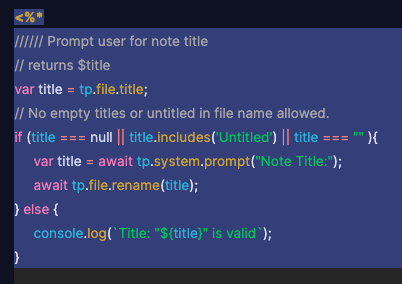 <%*
////// Prompt user for note title
// returns $title
var title = tp.file.title;
// No empty titles or untitled in file name allowed.
if (title === null || title.includes('Untitled') || title === "" ){
var title = await tp.system.prompt("Note Title:");
await tp.file.rename(title);
} else {
console.log(`Title: "${title}" is valid`);
}